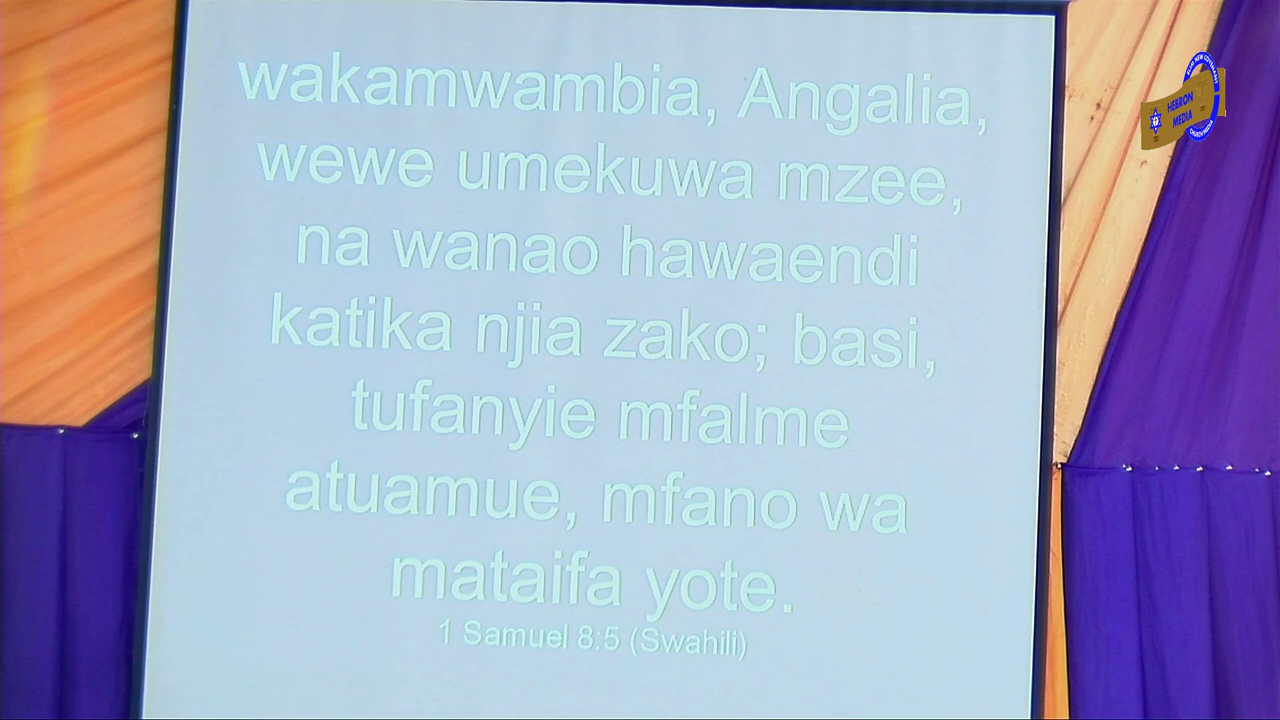 wakamwambia, Angalia,
wewe umekuwa mzee,
na wanao hawaendi
katika njia zako; basi,
tufanyie mfalme
atuamue, mfano wa
mataifa yote.
1 Samuel 8:5 (Swahili)
HEBRON
MEDIA